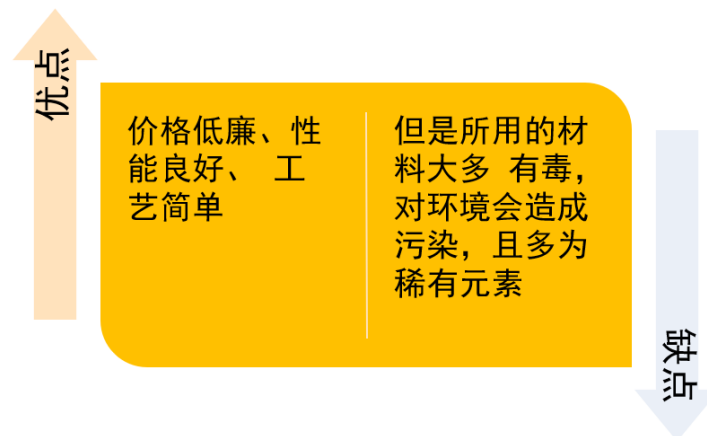 优点
价格低廉、性
能良好、 工
艺简单
但是所用的材
料大多 有毒，
对环境会造成
污染，且多为
稀有元素
缺点